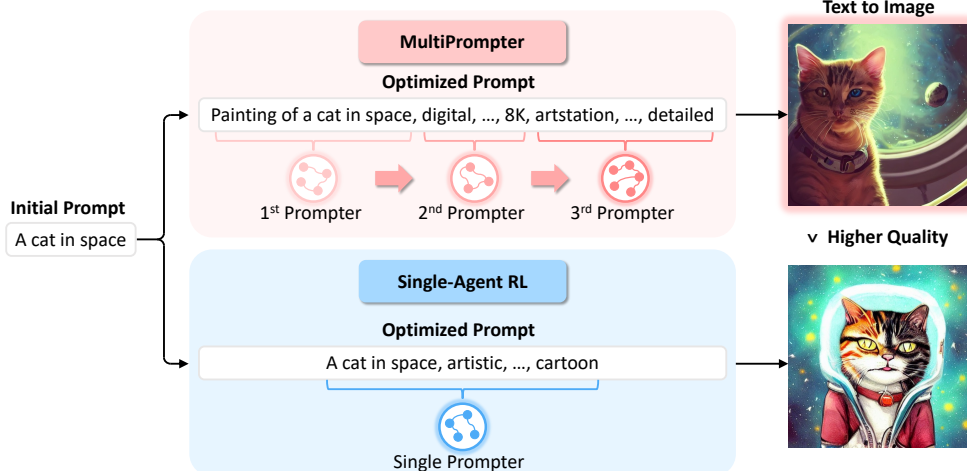 Text to Image
MultiPrompter
Optimized Prompt
Painting of a cat in space, digital, …, 8K, artstation, …, detailed
1st Prompter
2nd Prompter
3rd Prompter
Initial Prompt
A cat in space
v Higher Quality
Single-Agent RL
Optimized Prompt
A cat in space, artistic, …, cartoon
Single Prompter